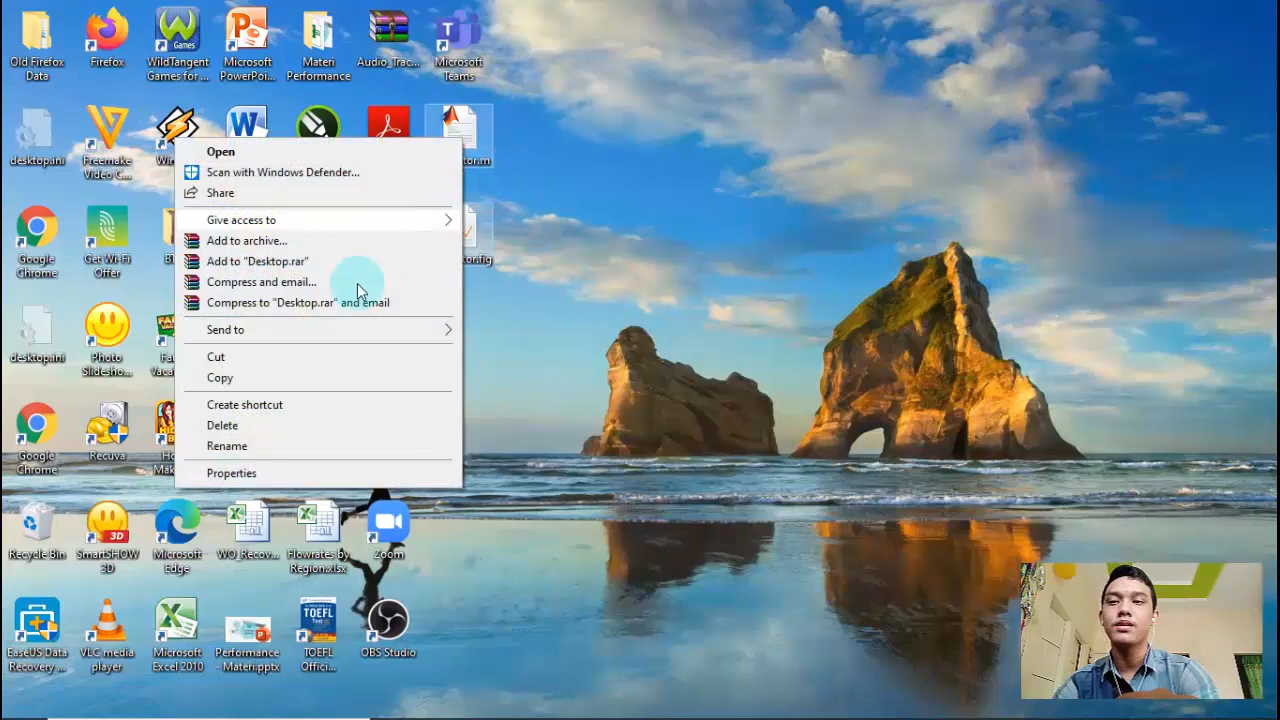 Old Firefox
Data
Firefox
WildTangent
Games for ...
Microsoft
PowerPoi...
Materi
Performance
Audio_Trac...
Microsoft
Teams
desktop.ini
Freemake
Video C...
Open
Scan with Windows Defender...
Share
Give access to
Add to archive...
Add to "Desktop.rar"
Compress and email...
Compress to "Desktop.rar" and email
Send to
Cut
Copy
Create shortcut
Delete
Rename
Properties
Google
Chrome
Get Wi-Fi
Offer
desktop.ini
Photo
Slidesho...
Google
Chrome
Recuva
Recycle Bin
SmartSHOW
3D
Microsoft
Edge
WO_Recov...
Flowrates by
Region.xlsx
Zoom
EaseUS Data
Recovery ...
VLC media
player
Microsoft
Excel 2010
Performance
- Materi.pptx
TOEFL
TOEFL
Offici...
OBS Studio